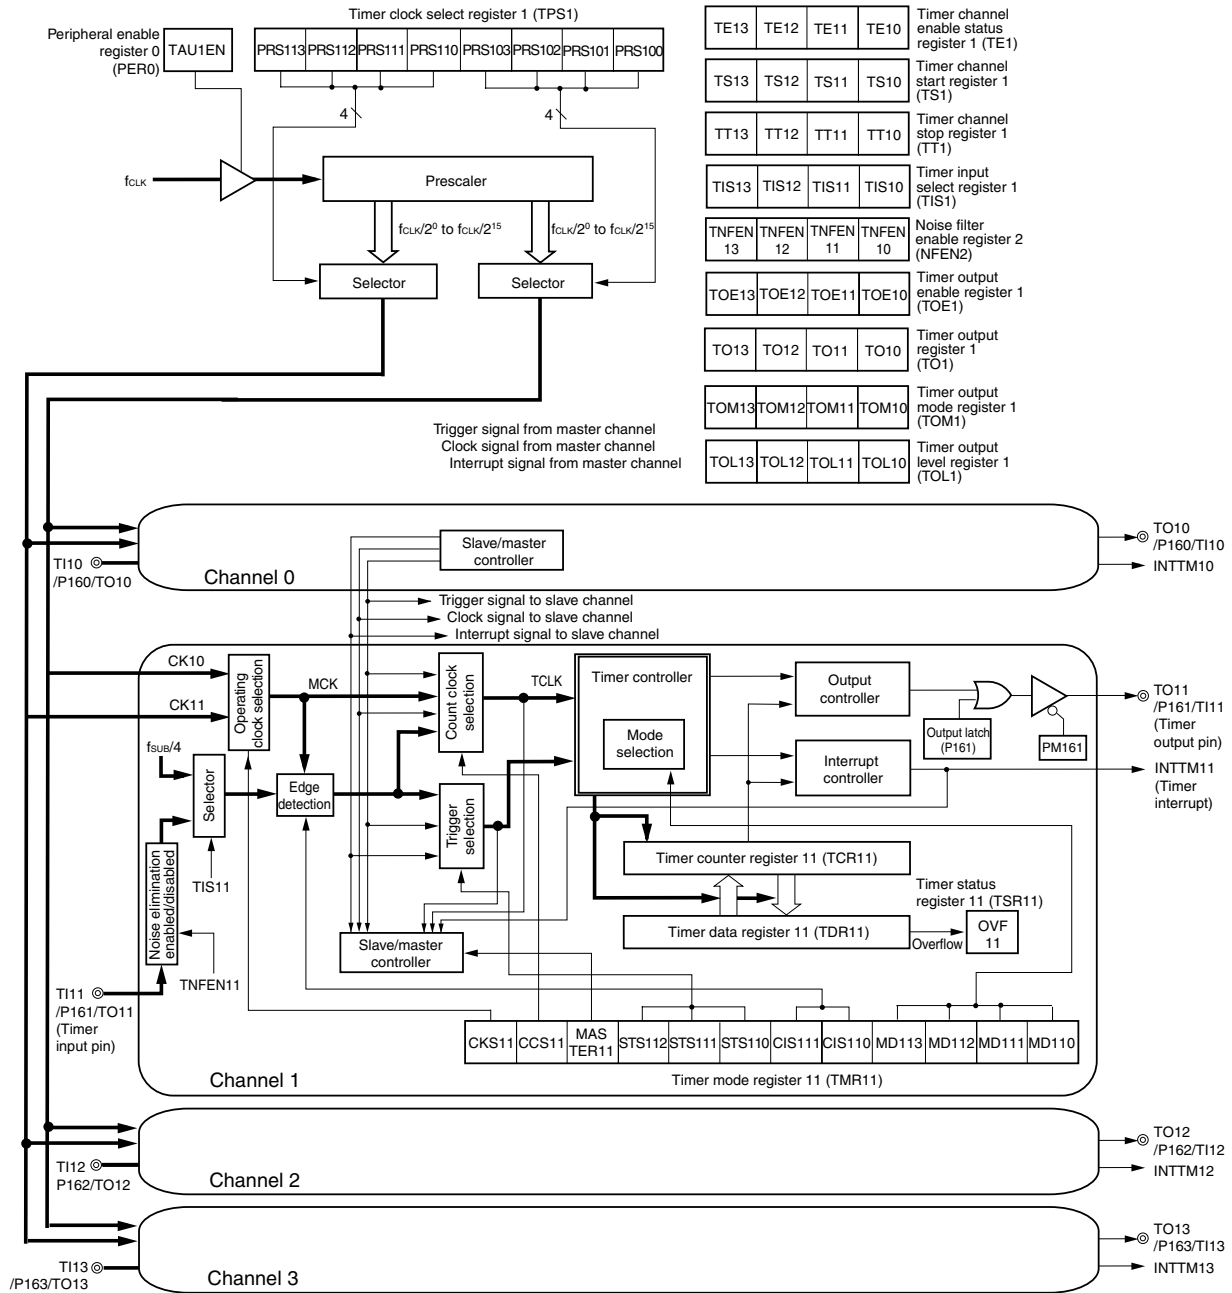 Timer clock select register 1 (TPS1)
Peripheral enable
register 0
(PER0)
TAU1EN
PRS113 PRS112 PRS111 PRS110 PRS103 PRS102 PRS101 PRS100
4
4
fCLK
Prescaler
fCLK/2⁰ to fCLK/2¹⁵
fCLK/2⁰ to fCLK/2¹⁵
Selector
Selector
TE13 TE12 TE11 TE10
Timer channel
enable status
register 1 (TE1)
TS13 TS12 TS11 TS10
Timer channel
start register 1
(TS1)
TT13 TT12 TT11 TT10
Timer channel
stop register 1
(TT1)
TIS13 TIS12 TIS11 TIS10
Timer input
select register 1
(TIS1)
TNFEN TNFEN TNFEN TNFEN
13 12 11 10
Noise filter
enable register 2
(NFEN2)
TOE13 TOE12 TOE11 TOE10
Timer output
enable register 1
(TOE1)
TO13 TO12 TO11 TO10
Timer output
register 1
(TO1)
TOM13 TOM12 TOM11 TOM10
Timer output
mode register 1
(TOM1)
TOL13 TOL12 TOL11 TOL10
Timer output
level register 1
(TOL1)
Trigger signal from master channel
Clock signal from master channel
Interrupt signal from master channel
TI10
/P160/TO10
Channel 0
Slave/master
controller
TO10
/P160/TI10
INTTM10
Trigger signal to slave channel
Clock signal to slave channel
Interrupt signal to slave channel
CK10
CK11
Operating
clock selection
MCK
Count clock
selection
TCLK
Timer controller
Mode
selection
Output
controller
Output latch
(P161)
PM161
TO11
/P161/TI11
(Timer
output pin)
fSUB/4
Selector
Edge
detection
Trigger
selection
Interrupt
controller
INTTM11
(Timer
interrupt)
TIS11
Noise elimination
enabled/disabled
TNFEN11
TI11
/P161/TO11
(Timer
input pin)
Timer counter register 11 (TCR11)
Timer data register 11 (TDR11)
Overflow
Timer status
register 11 (TSR11)
OVF
11
Slave/master
controller
CKS11 CCS11 MAS
TER11 STS112 STS111 STS110 CIS111 CIS110 MD113 MD112 MD111 MD110
Timer mode register 11 (TMR11)
Channel 1
TI12
P162/TO12
Channel 2
TO12
/P162/TI12
INTTM12
TI13
/P163/TO13
Channel 3
TO13
/P163/TI13
INTTM13